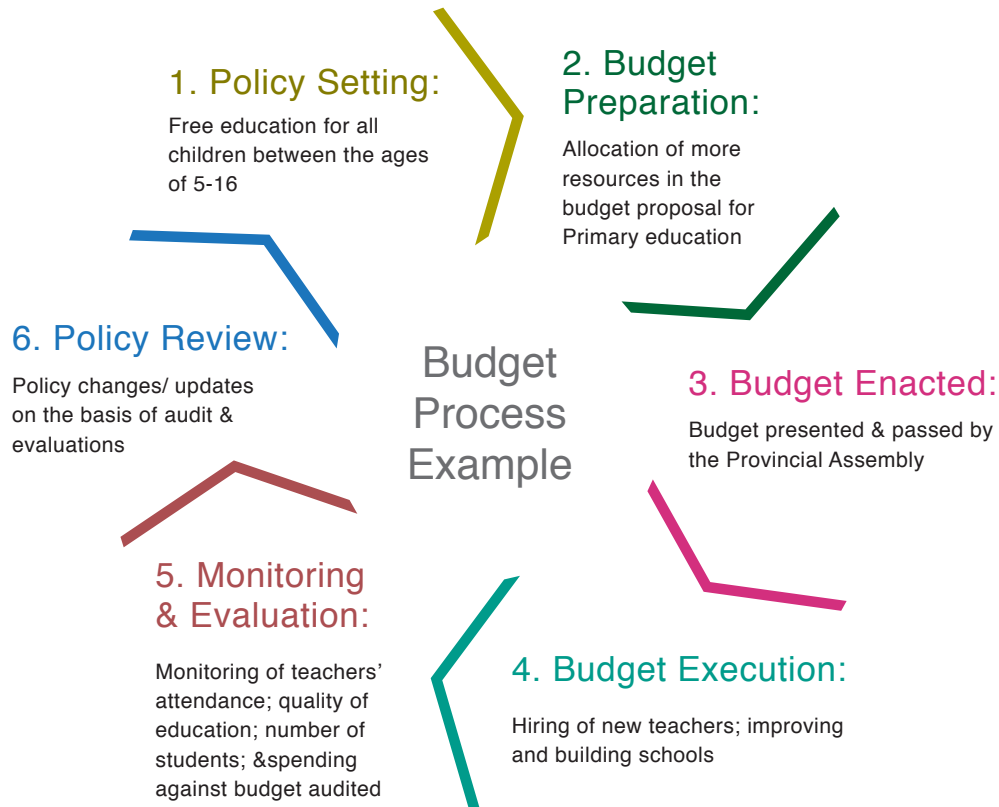 1. Policy Setting:
Free education for all
children between the ages
of 5-16
2. Budget
Preparation:
Allocation of more
resources in the
budget proposal for
Primary education
3. Budget Enacted:
Budget presented & passed by
the Provincial Assembly
4. Budget Execution:
Hiring of new teachers; improving
and building schools
5. Monitoring
& Evaluation:
Monitoring of teachers’
attendance; quality of
education; number of
students; &spending
against budget audited
6. Policy Review:
Policy changes/ updates
on the basis of audit &
evaluations
Budget
Process
Example